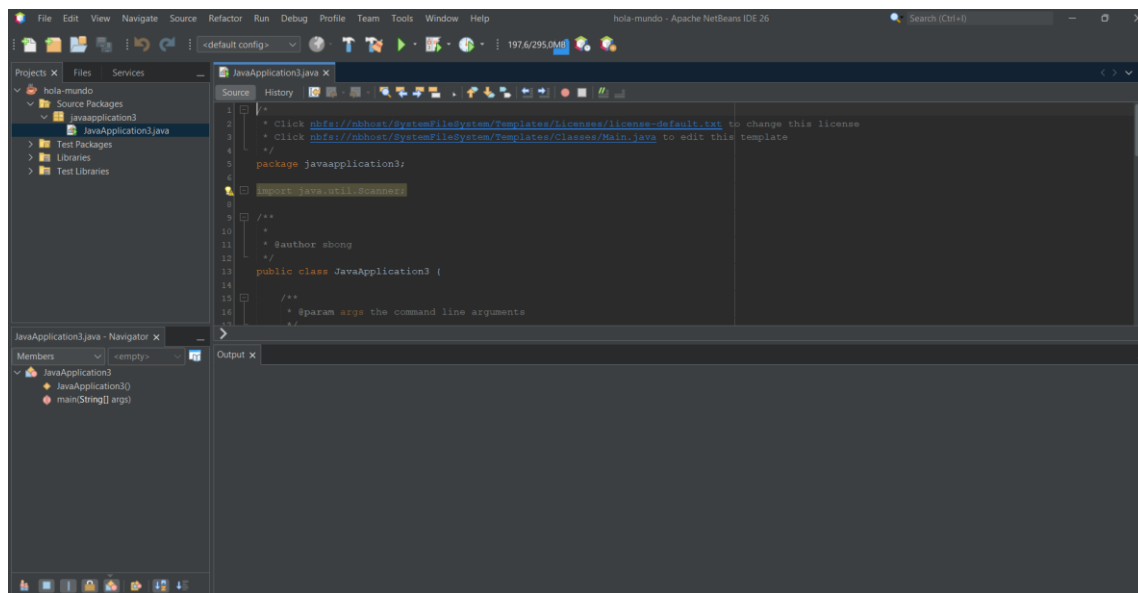 File Edit View Navigate Source Refactor Run Debug Profile Team Tools Window Help hola-mundo - Apache NetBeans IDE 26 Search (Ctrl+I)
<default config> 197,6/295,0MB
Projects Files Services
hola-mundo
Source Packages
javaapplication3
JavaApplication3.java
Test Packages
Libraries
Test Libraries
JavaApplication3.java
Source History
1 /*
2 * Click nbfs://nbhost/SystemFileSystem/Templates/Licenses/license-default.txt to change this license
3 * Click nbfs://nbhost/SystemFileSystem/Templates/Classes/Main.java to edit this template
4 */
5 package javaapplication3;
6
import java.util.Scanner;
8
9 /**
10 *
11 * @author sbong
12 */
13 public class JavaApplication3 {
14
15 /**
16 * @param args the command line arguments
17 */
JavaApplication3.java - Navigator
Members <empty>
JavaApplication3
JavaApplication3()
main(String[] args)
Output